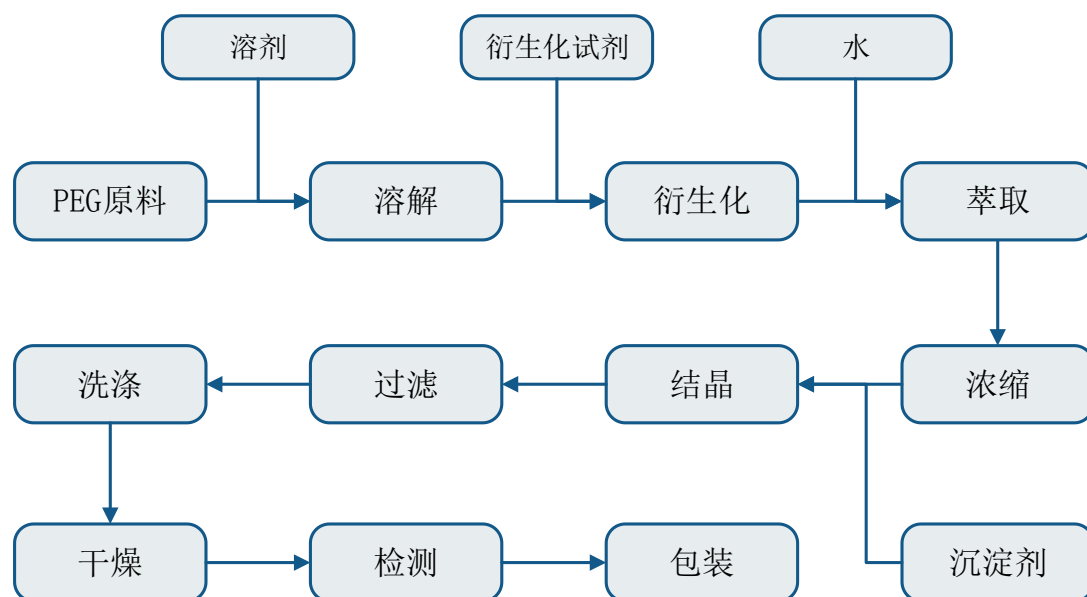 溶剂
衍生化试剂
水
PEG原料
溶解
衍生化
萃取
洗涤
过滤
结晶
浓缩
干燥
检测
包装
沉淀剂